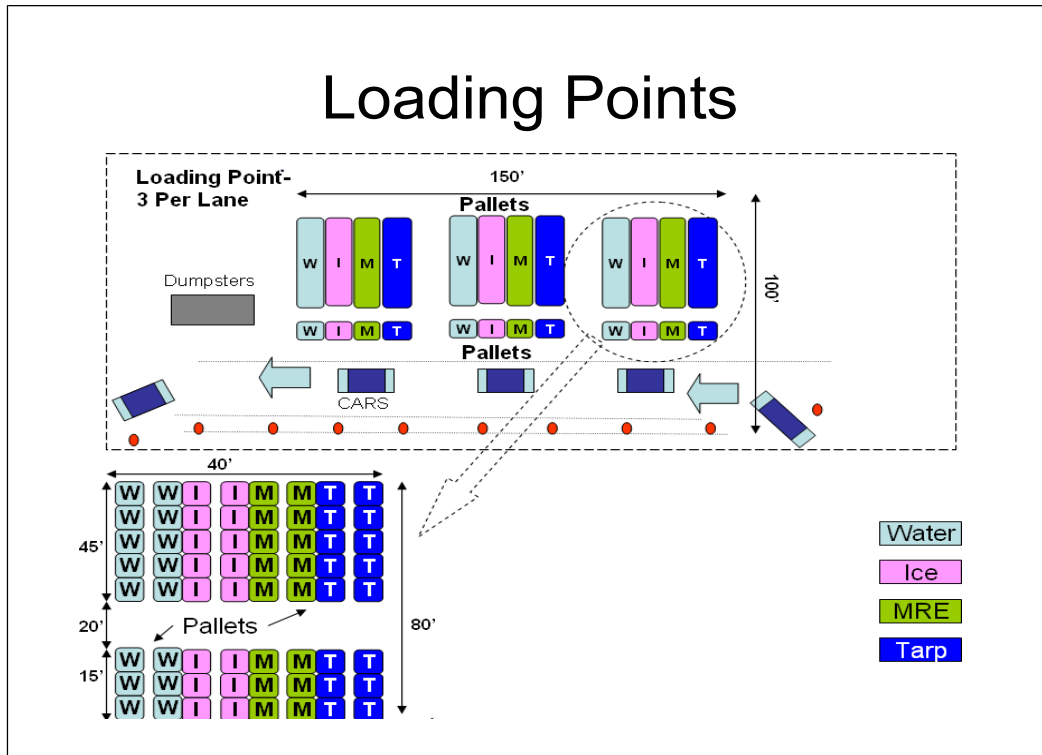 Loading Points
Loading Point-
3 Per Lane
150'
Pallets
W I M T W I M T W I M T
100'
Dumpsters
W I M T W I M T W I M T
Pallets
CARS
40'
W W I I M M T T
W W I I M M T T
45'
W W I I M M T T
W W I I M M T T
W W I I M M T T
20'
Pallets
80'
W W I I M M T T
15'
W W I I M M T T
W W I I M M T T
Water
Ice
MRE
Tarp